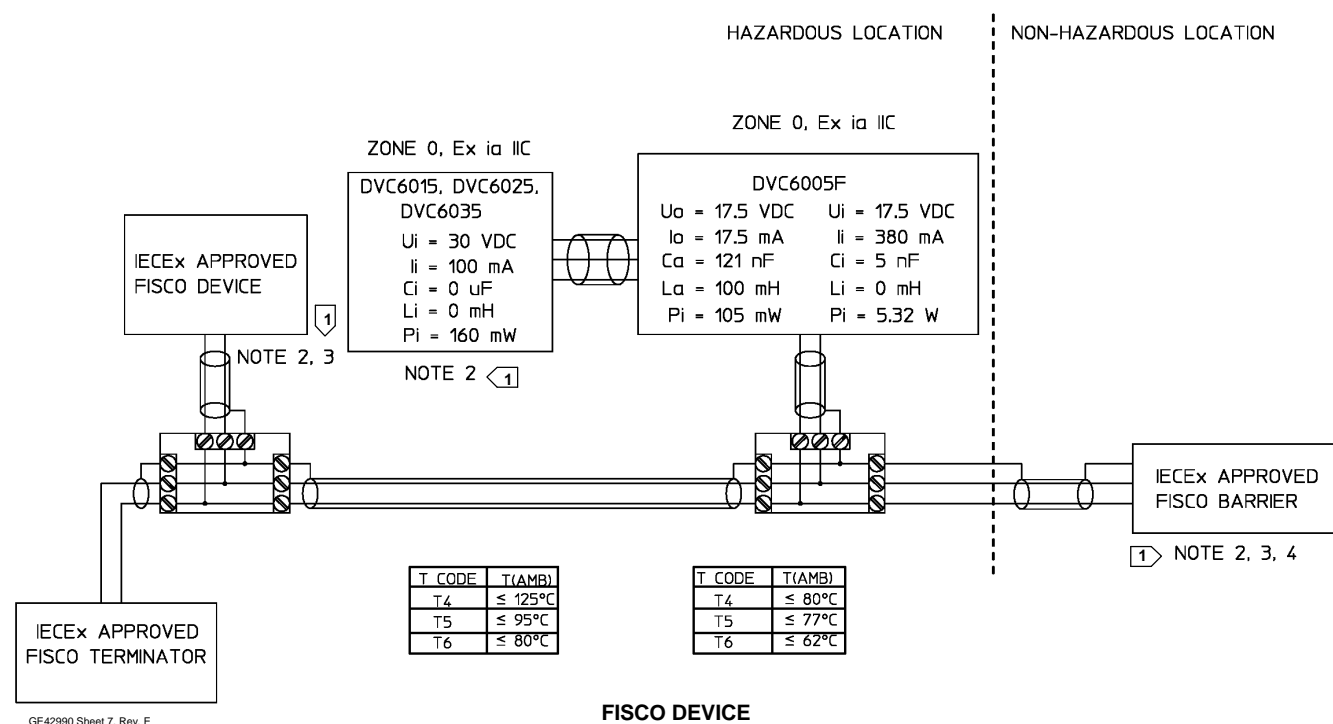 HAZARDOUS LOCATION
NON-HAZARDOUS LOCATION
ZONE 0, Ex ia IIC
ZONE 0, Ex ia IIC
DVC6015, DVC6025,
DVC6035
Ui = 30 VDC
Ii = 100 mA
Ci = 0 uF
Li = 0 mH
Pi = 160 mW
NOTE 2 1
DVC6005F
Uo = 17.5 VDC Ui = 17.5 VDC
Io = 17.5 mA Ii = 380 mA
Ca = 121 nF Ci = 5 nF
La = 100 mH Li = 0 mH
Pi = 105 mW Pi = 5.32 W
IECEx APPROVED
FISCO DEVICE
1
NOTE 2, 3
IECEx APPROVED
FISCO BARRIER
1 NOTE 2, 3, 4
T CODE T(AMB)
T4 ≤ 125°C
T5 ≤ 95°C
T6 ≤ 80°C
T CODE T(AMB)
T4 ≤ 80°C
T5 ≤ 77°C
T6 ≤ 62°C
IECEx APPROVED
FISCO TERMINATOR
GE42990 Sheet 7, Rev. E
FISCO DEVICE